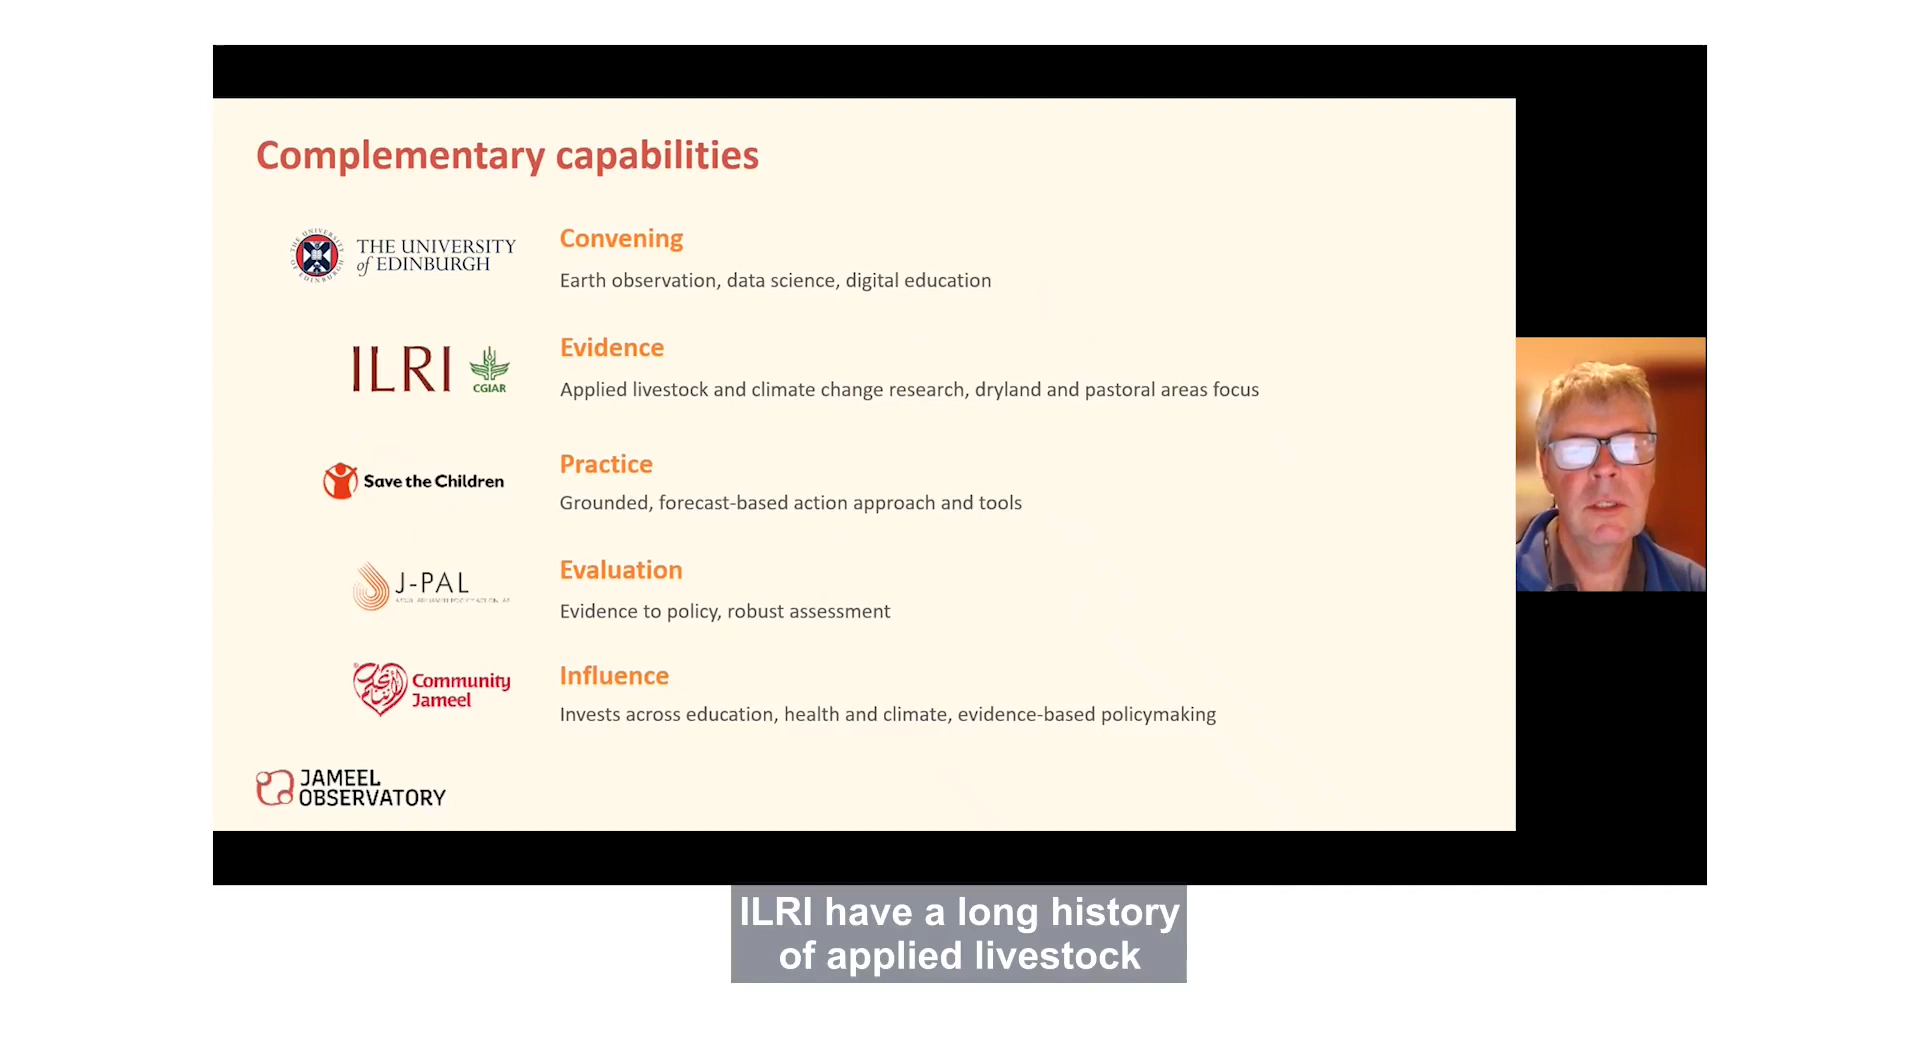 Complementary capabilities
THE UNIVERSITY
of EDINBURGH
Convening
Earth observation, data science, digital education
ILRI
CGIAR
Evidence
Applied livestock and climate change research, dryland and pastoral areas focus
Save the Children
Practice
Grounded, forecast-based action approach and tools
J-PAL
Evaluation
Evidence to policy, robust assessment
Community
Jameel
Influence
Invests across education, health and climate, evidence-based policymaking
JAMEEL
OBSERVATORY
ILRI have a long history
of applied livestock